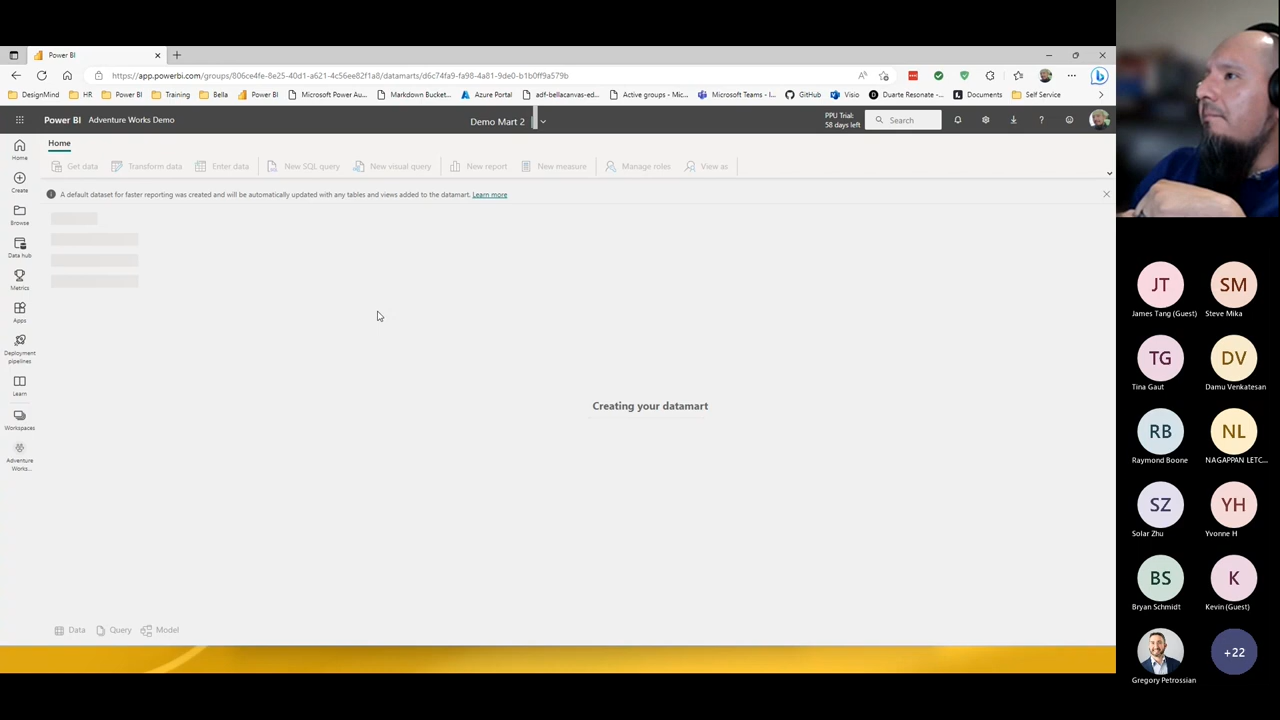 Power BI
https://app.powerbi.com/groups/806ce4fe-8e25-40d1-a621-4c56ee82f1a8/datamarts/d6c74fa9-fa98-4a81-9de0-b1b0ff9a579b
DesignMind HR Power BI Training Bella Power BI Microsoft Power Au... Markdown Bucket... Azure Portal adf-bellacanvas-ed... Active groups - Mic... Microsoft Teams - I... GitHub Visio Duarte Resonate - ... Documents Self Service
Power BI Adventure Works Demo Demo Mart 2 PPU Trial: 58 days left Search
Home
Get data Transform data Enter data New SQL query New visual query New report New measure Manage roles View as
A default dataset for faster reporting was created and will be automatically updated with any tables and views added to the datamart. Learn more
Home
Create
Browse
Data hub
Metrics
Apps
Deployment
pipelines
Learn
Workspaces
Adventure
Works...
Creating your datamart
Data Query Model
JT SM
James Tang (Guest) Steve Mika
TG DV
Tina Gaut Damu Venkatesan
RB NL
Raymond Boone NAGAPPAN LETC...
SZ YH
Solar Zhu Yvonne H
BS K
Bryan Schmidt Kevin (Guest)
+22
Gregory Petrossian